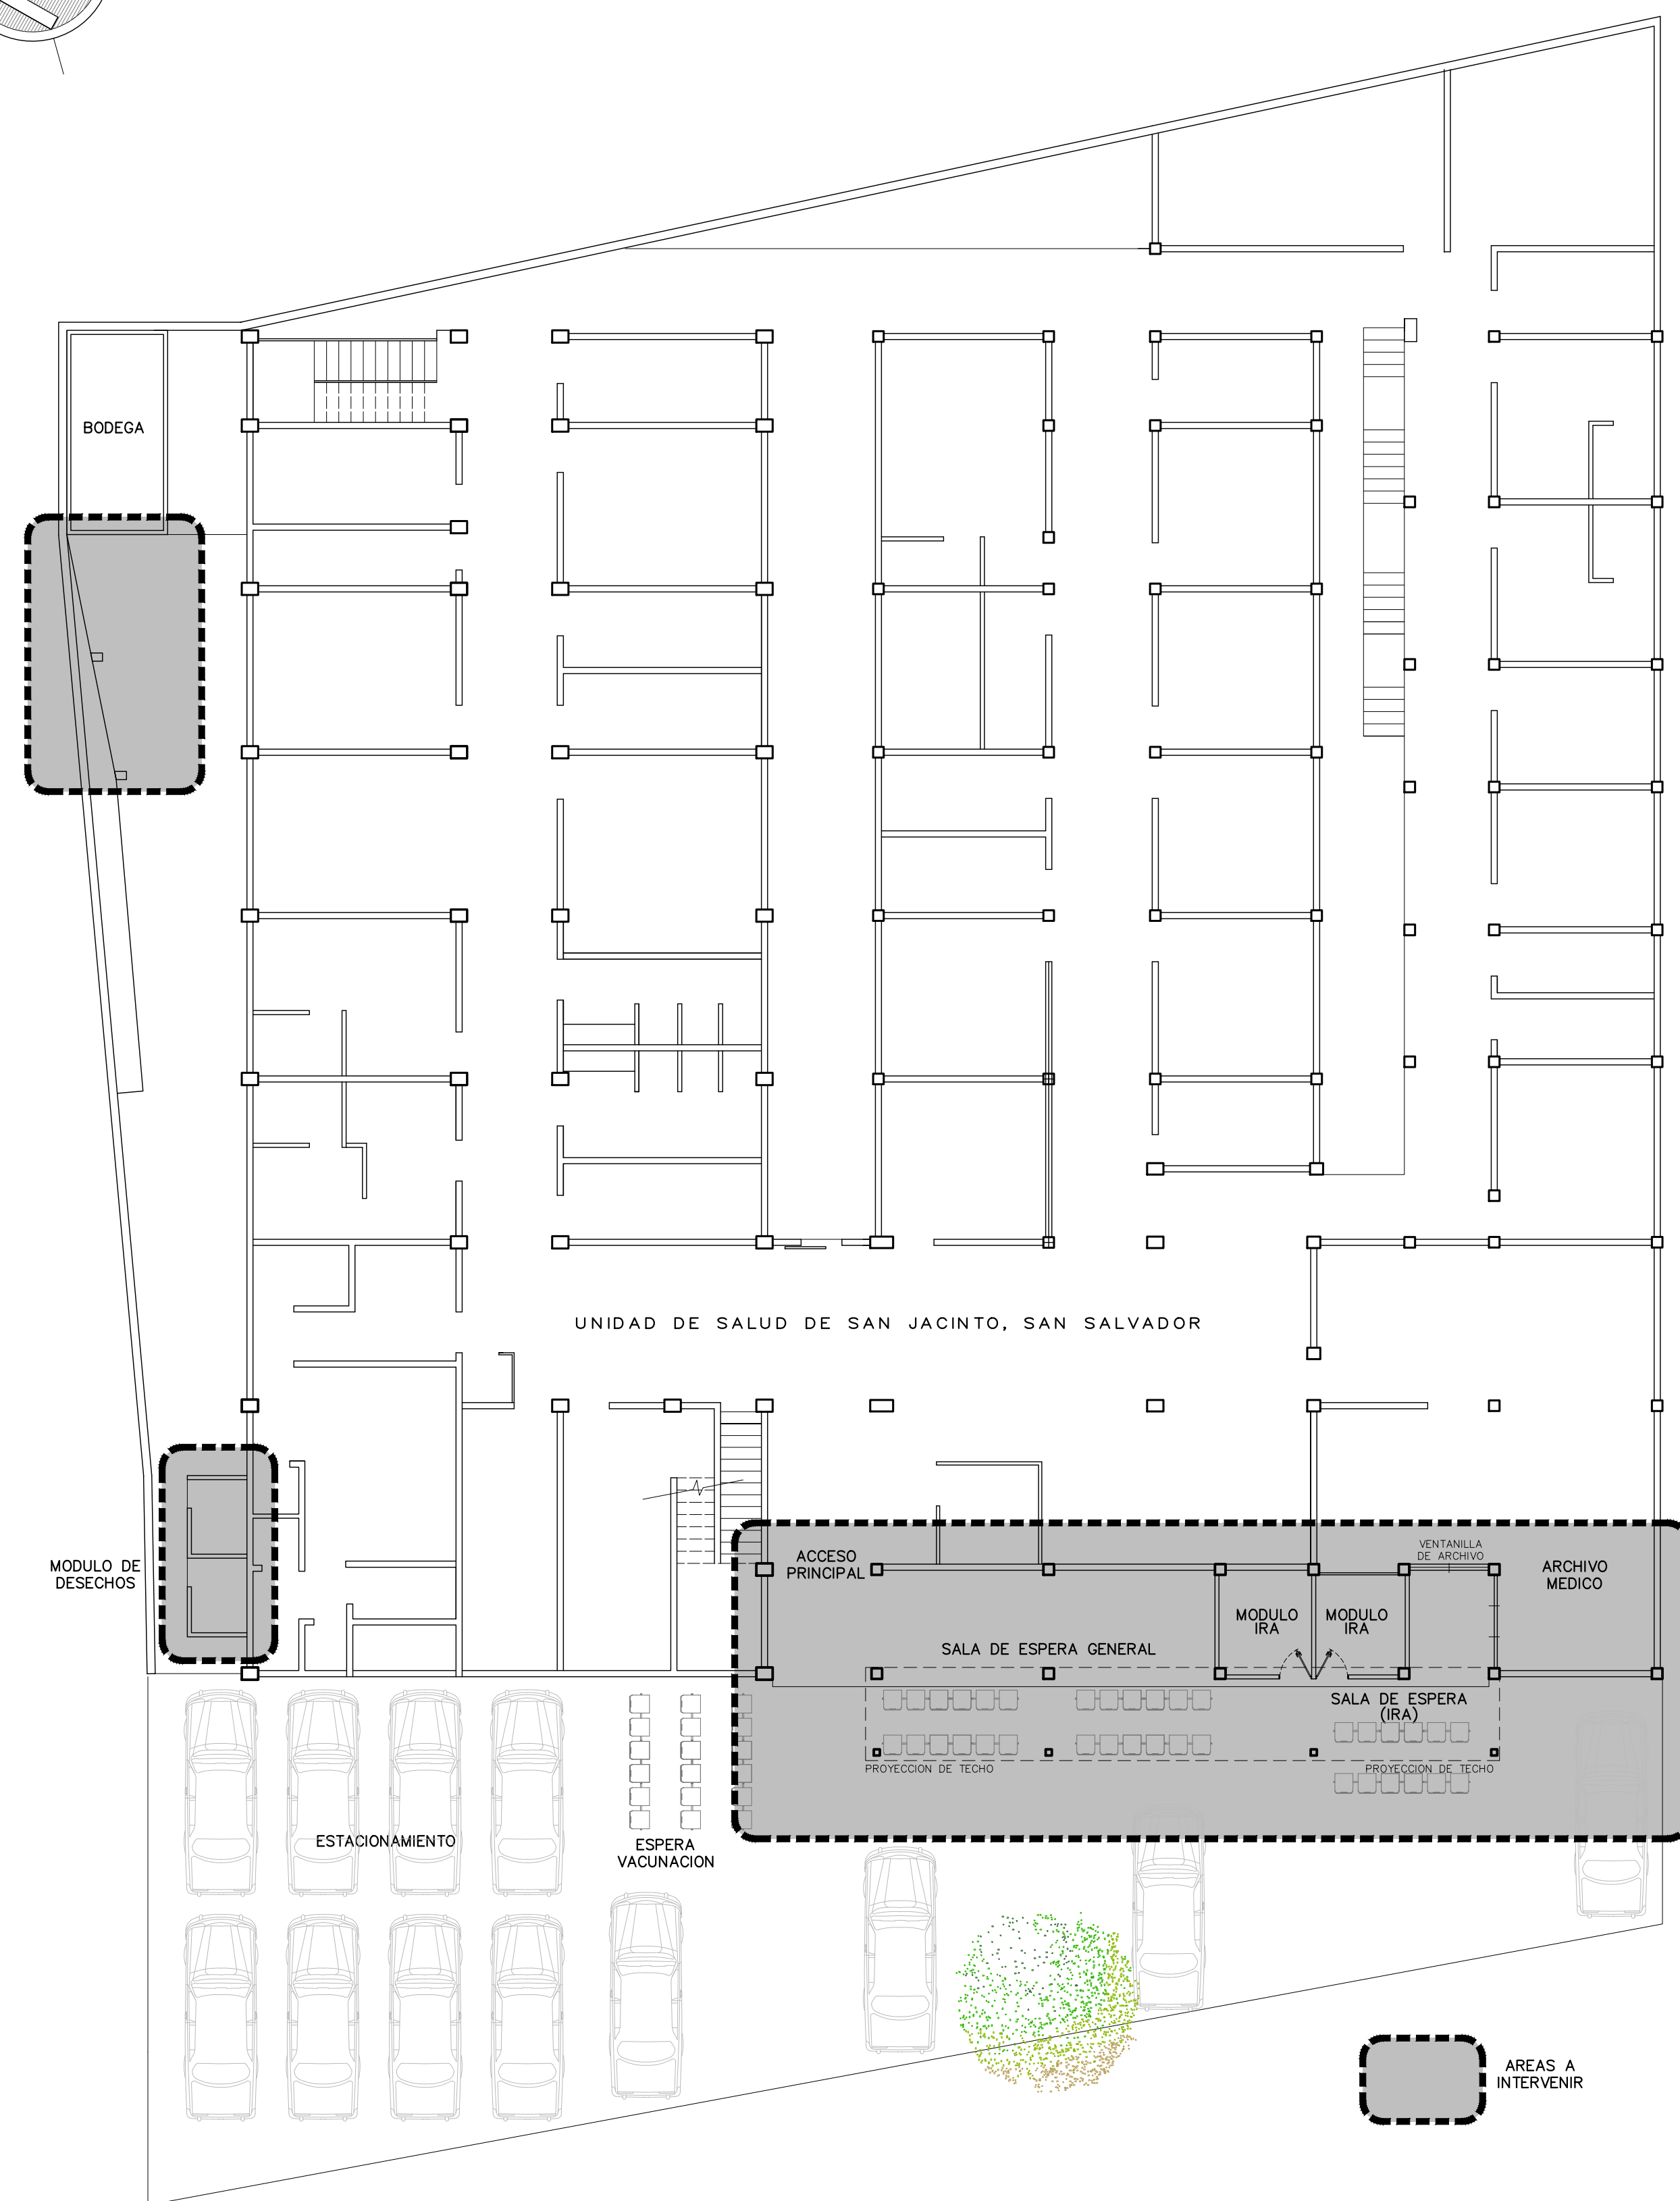 BODEGA
UNIDAD DE SALUD DE SAN JACINTO, SAN SALVADOR
MODULO DE
DESECHOS
ACCESO
PRINCIPAL
VENTANILLA
DE ARCHIVO
ARCHIVO
MEDICO
MODULO
IRA
MODULO
IRA
SALA DE ESPERA GENERAL
SALA DE ESPERA
(IRA)
PROYECCION DE TECHO
PROYECCION DE TECHO
ESTACIONAMIENTO
ESPERA
VACUNACION
AREAS A
INTERVENIR